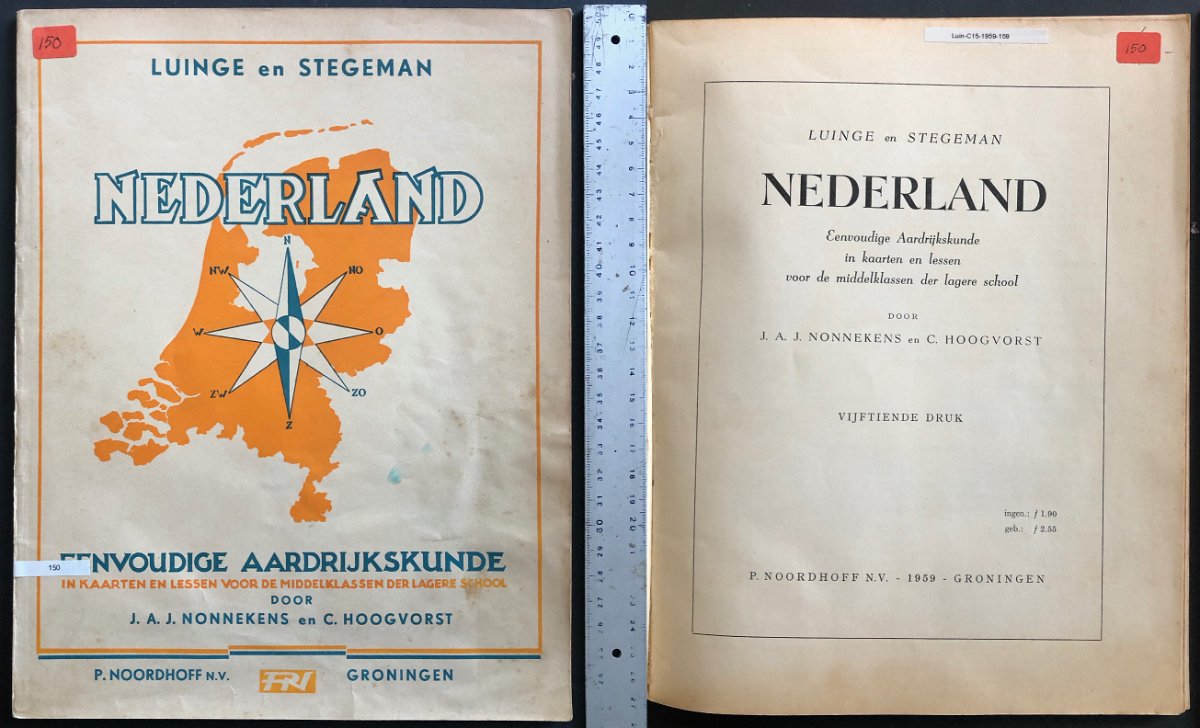 150
LUINGE en STEGEMAN
NEDERLAND
N
NW
NO
W
O
ZW
ZO
Z
150
EENVOUDIGE AARDRIJKSKUNDE
IN KAARTEN EN LESSEN VOOR DE MIDDELKLASSEN DER LAGERE SCHOOL
DOOR
J. A. J. NONNEKENS en C. HOOGVORST
P. NOORDHOFF N.V.
GRONINGEN
Luin-C15-1959-159
150
LUINGE en STEGEMAN
NEDERLAND
Eenvoudige Aardrijkskunde
in kaarten en lessen
voor de middelklassen der lagere school
DOOR
J. A. J. NONNEKENS en C. HOOGVORST
VIJFTIENDE DRUK
ingen.: f 1.90
geb.: f 2.55
P. NOORDHOFF N.V. - 1959 - GRONINGEN